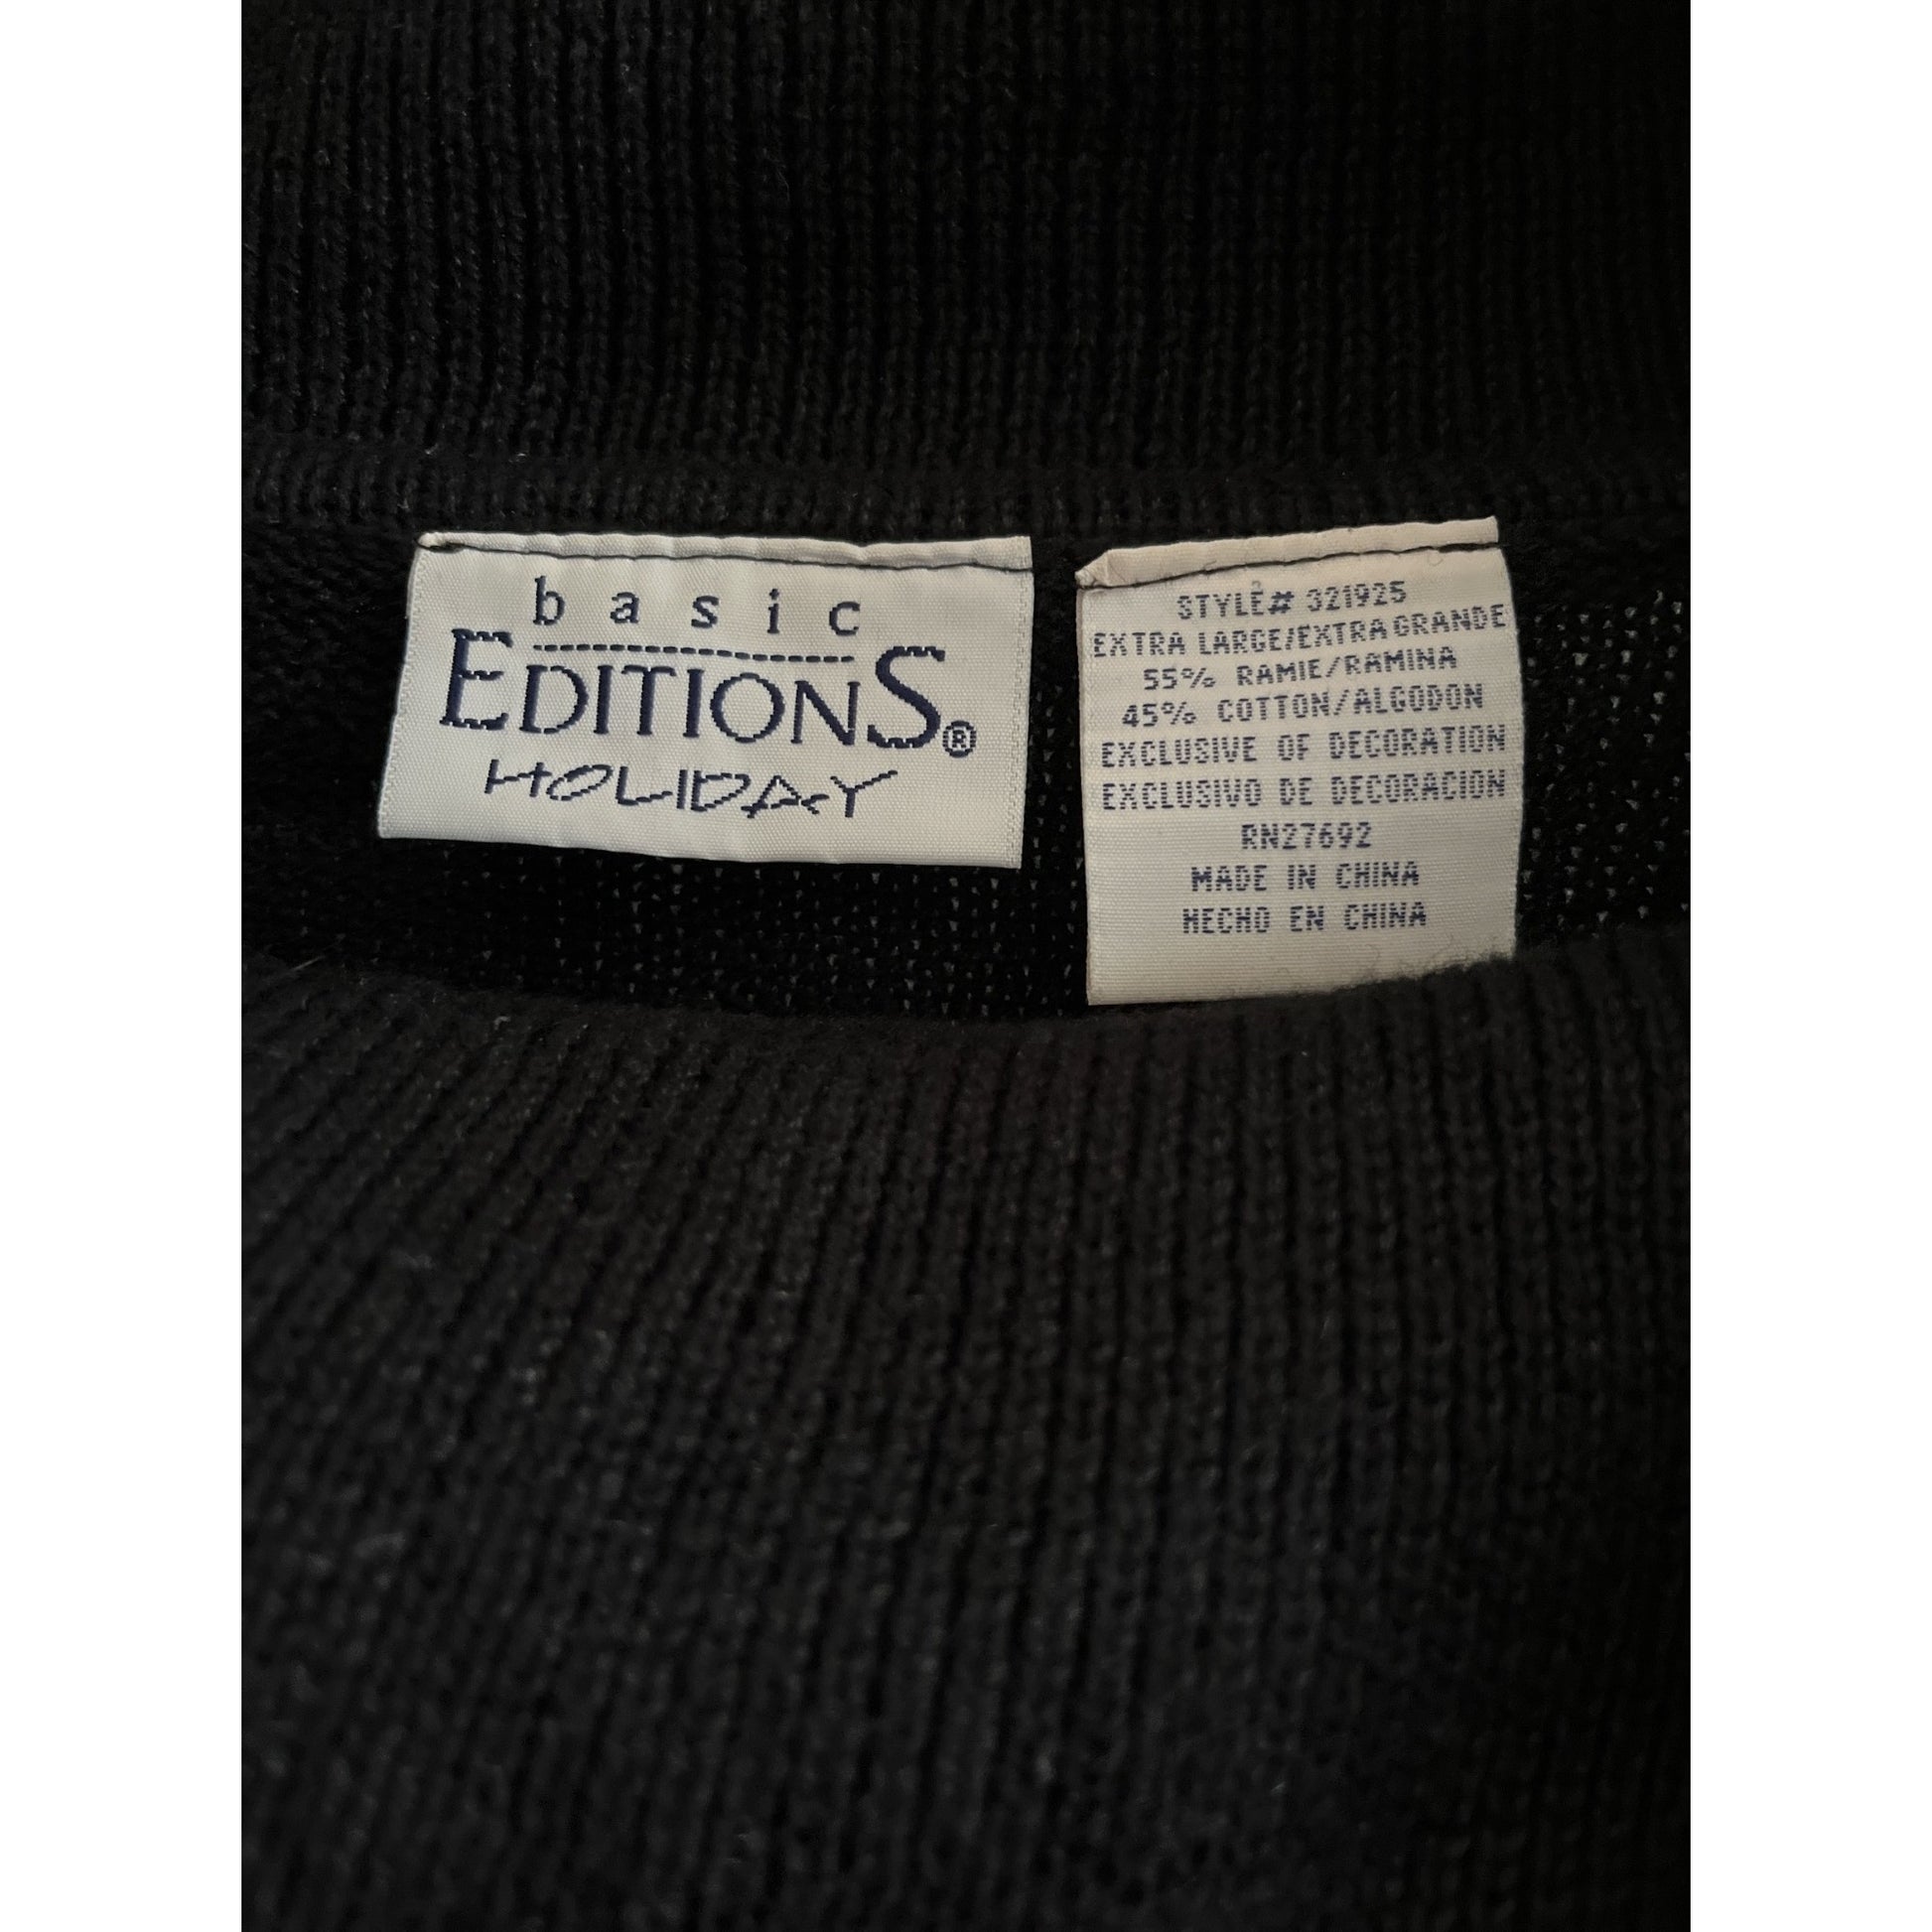 basic
EDITIONS®
HOLIDAY
STYLE# 321925
EXTRA LARGE/EXTRA GRANDE
55% RAMIE/RAMINA
45% COTTON/ALGODON
EXCLUSIVE OF DECORATION
EXCLUSIVO DE DECORACION
RN27692
MADE IN CHINA
HECHO EN CHINA